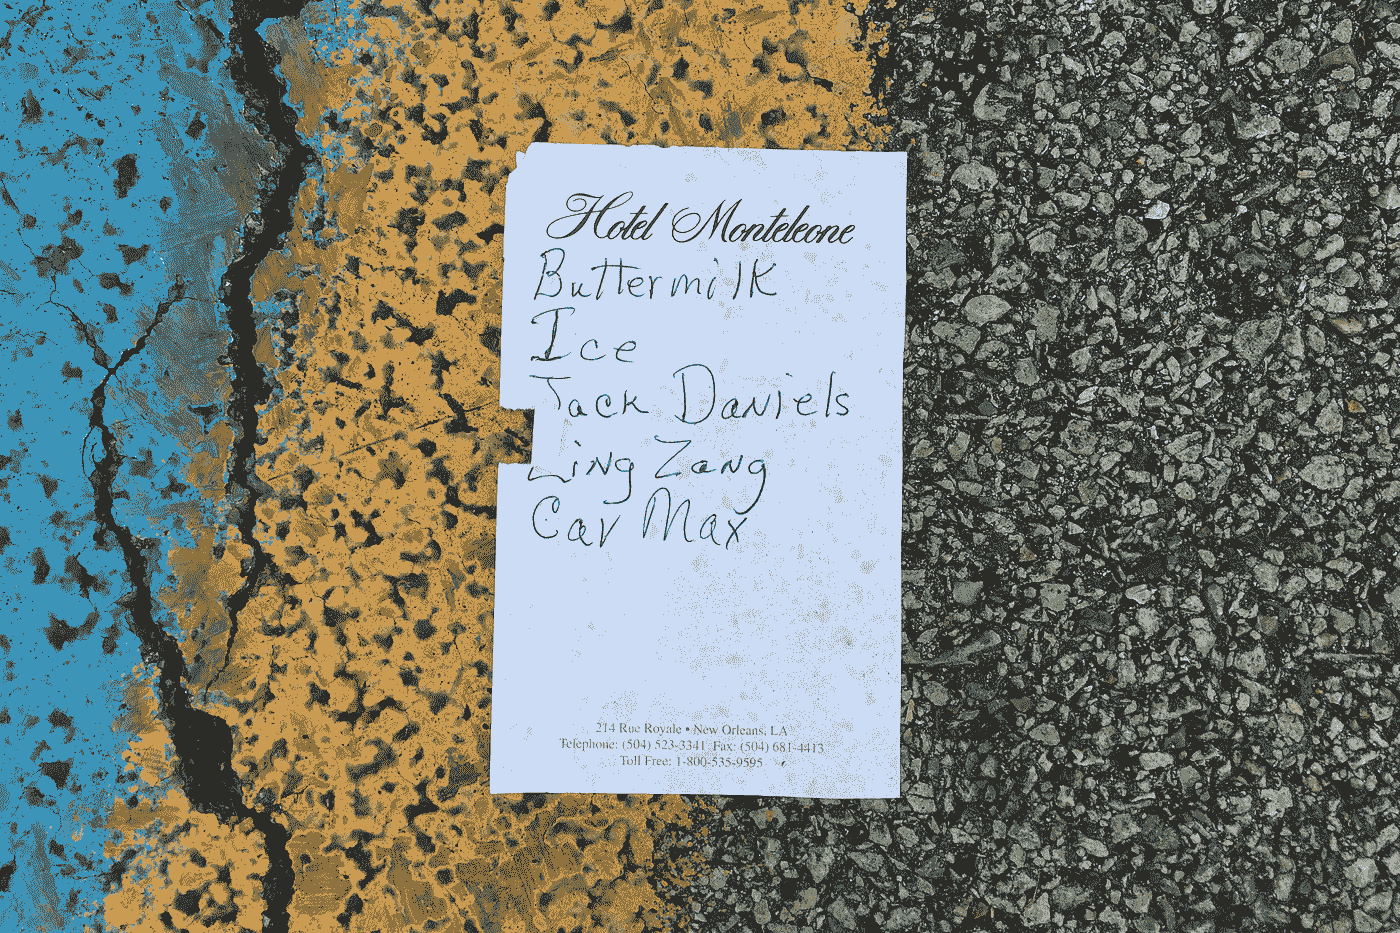 Hotel Monteleone
Buttermilk
Ice
Jack Daniels
Zing Zang
Car Max
214 Rue Royale • New Orleans, LA
Telephone: (504) 523-3341 Fax: (504) 681-4413
Toll Free: 1-800-535-9595